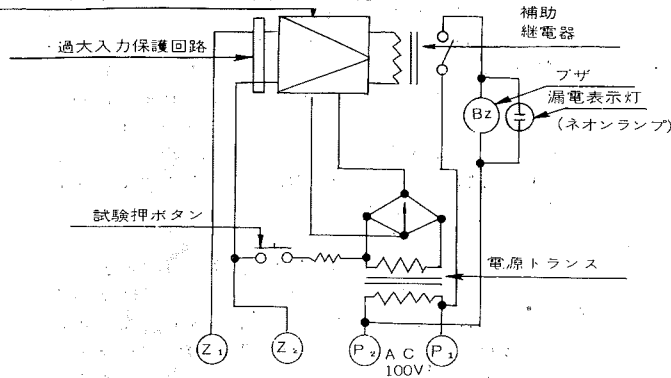 補助
継電器
過大入力保護回路
ブザ
Bz
漏電表示灯
(ネオンランプ)
試験押ボタン
電源トランス
Z₁
Z₂
P₂
AC
100V
P₁